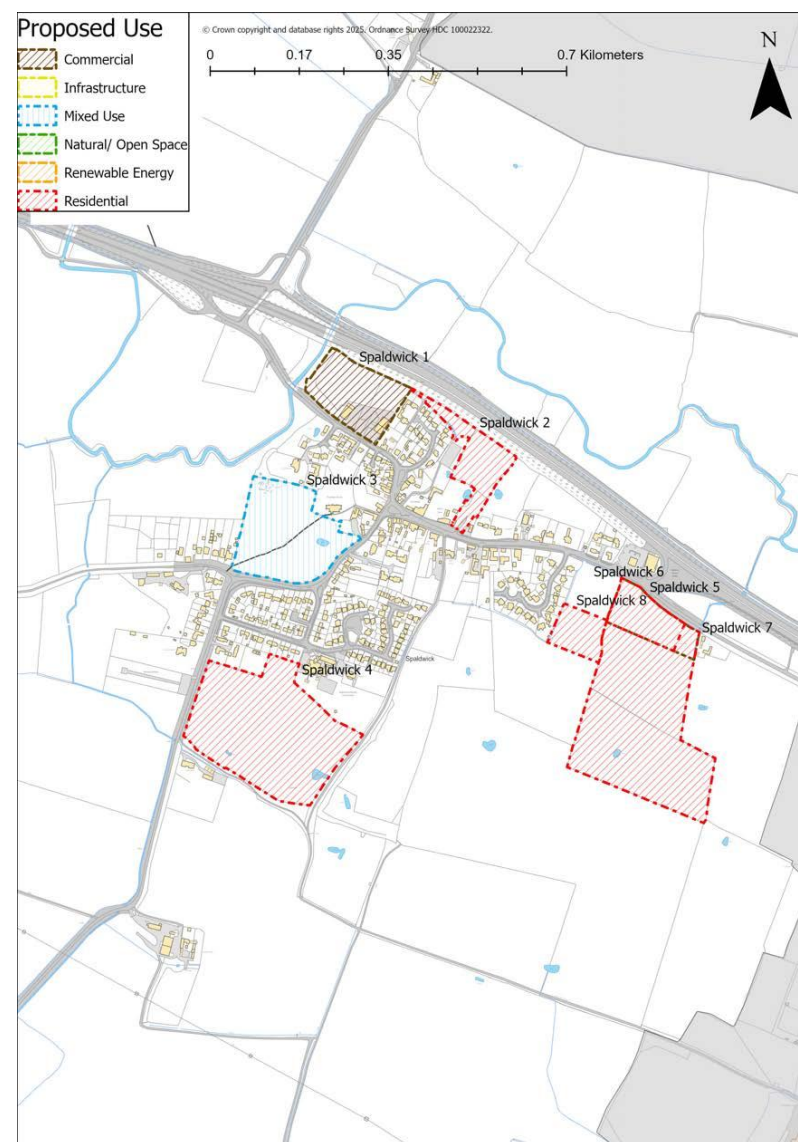 Proposed Use
Commercial
Infrastructure
Mixed Use
Natural/ Open Space
Renewable Energy
Residential
© Crown copyright and database rights 2025. Ordnance Survey HDC 100022322.
0 0.17 0.35 0.7 Kilometers
N
Spaldwick 1
Spaldwick 2
Spaldwick 3
Spaldwick 6
Spaldwick 5
Spaldwick 8
Spaldwick 7
Spaldwick
Spaldwick 4